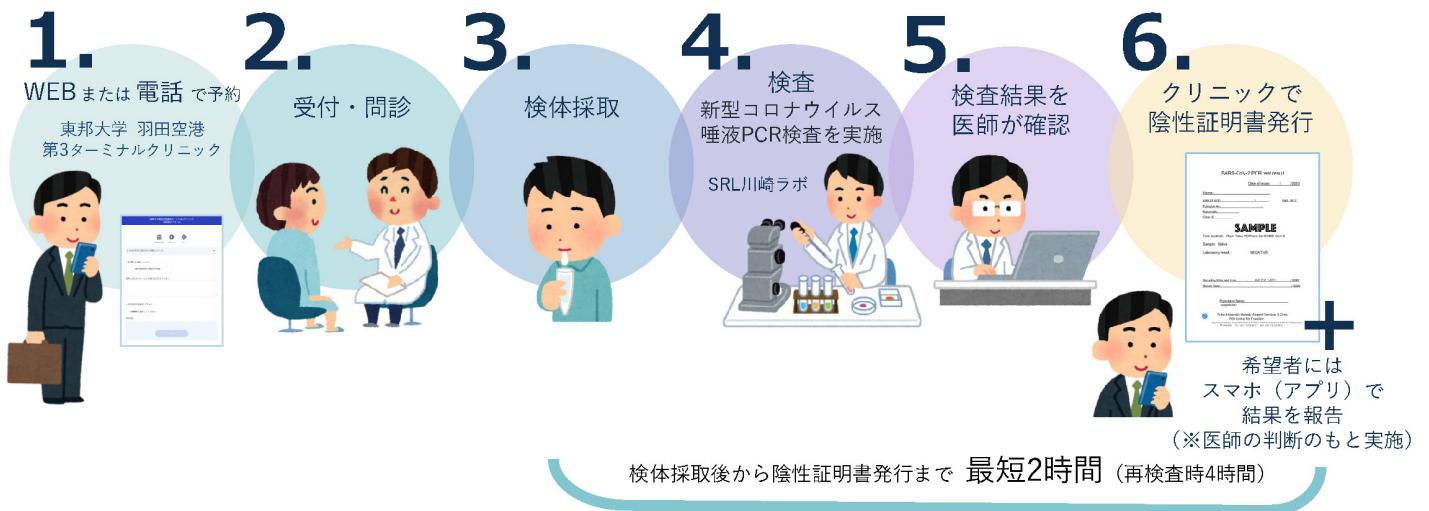 1.
WEB または 電話 で予約
東邦大学 羽田空港
第3ターミナルクリニック
2.
受付・問診
3.
検体採取
4.
検査
新型コロナウイルス
唾液PCR検査を実施
SRL川崎ラボ
5.
検査結果を
医師が確認
6.
クリニックで
陰性証明書発行
SARS-CoV-2 PCR test result
SAMPLE
+
希望者には
スマホ（アプリ）で
結果を報告
（※医師の判断のもと実施）
検体採取後から陰性証明書発行まで 最短2時間（再検査時4時間）